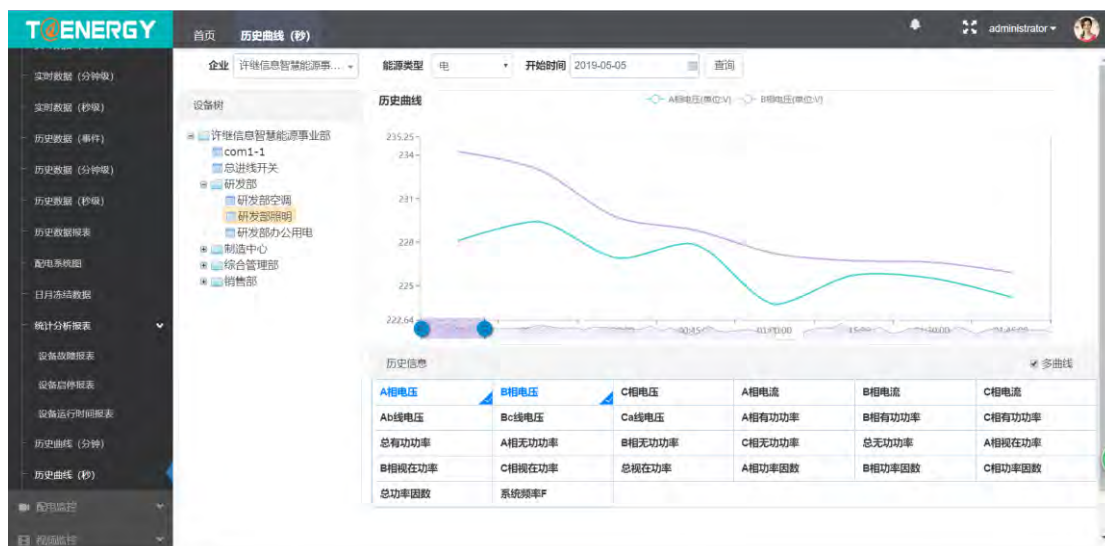 T@ENERGY
首页 历史曲线 (秒) administrator
企业 许继信息智慧能源事... 能源类型 电 开始时间 2019-05-05 查询
实时数据 (分钟级)
实时数据 (秒级)
历史数据 (事件)
历史数据 (分钟级)
历史数据 (秒级)
历史数据报表
配电系统图
日月冻结数据
统计分析报表
设备故障报表
设备启停报表
设备运行时间报表
历史曲线 (分钟)
历史曲线 (秒)
配电监控
视频监控
设备树
许继信息智慧能源事业部
com1-1
总进线开关
研发部
研发部空调
研发部照明
研发部办公用电
制造中心
综合管理部
销售部
历史曲线 A相电压(单位:V) B相电压(单位:V)
235.25
234
231
228
225
222.64
00:45
历史信息 多曲线
A相电压 B相电压 C相电压 A相电流 B相电流 C相电流
Ab线电压 Bc线电压 Ca线电压 A相有功功率 B相有功功率 C相有功功率
总有功功率 A相无功功率 B相无功功率 C相无功功率 总无功功率 A相视在功率
B相视在功率 C相视在功率 总视在功率 A相功率因数 B相功率因数 C相功率因数
总功率因数 系统频率F